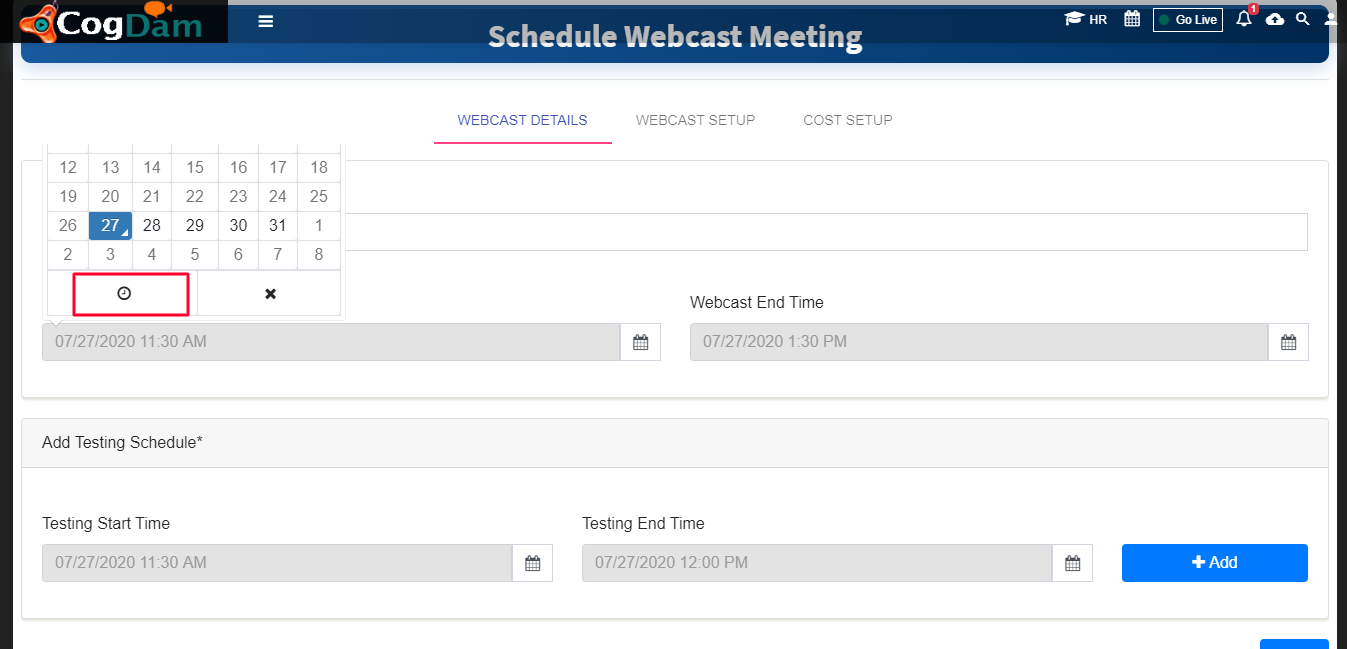 CogDam
HR
Go Live
1
Schedule Webcast Meeting
WEBCAST DETAILS WEBCAST SETUP COST SETUP
12 13 14 15 16 17 18
19 20 21 22 23 24 25
26 27 28 29 30 31 1
2 3 4 5 6 7 8
Webcast End Time
07/27/2020 11:30 AM
07/27/2020 1:30 PM
Add Testing Schedule*
Testing Start Time
Testing End Time
07/27/2020 11:30 AM
07/27/2020 12:00 PM
Add